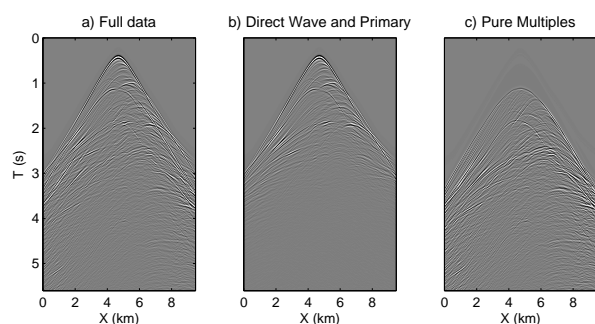 a) Full data
b) Direct Wave and Primary
c) Pure Multiples
T (s)
0
1
2
3
4
5
0 2 4 6 8
0 2 4 6 8
0 2 4 6 8
X (km)
X (km)
X (km)